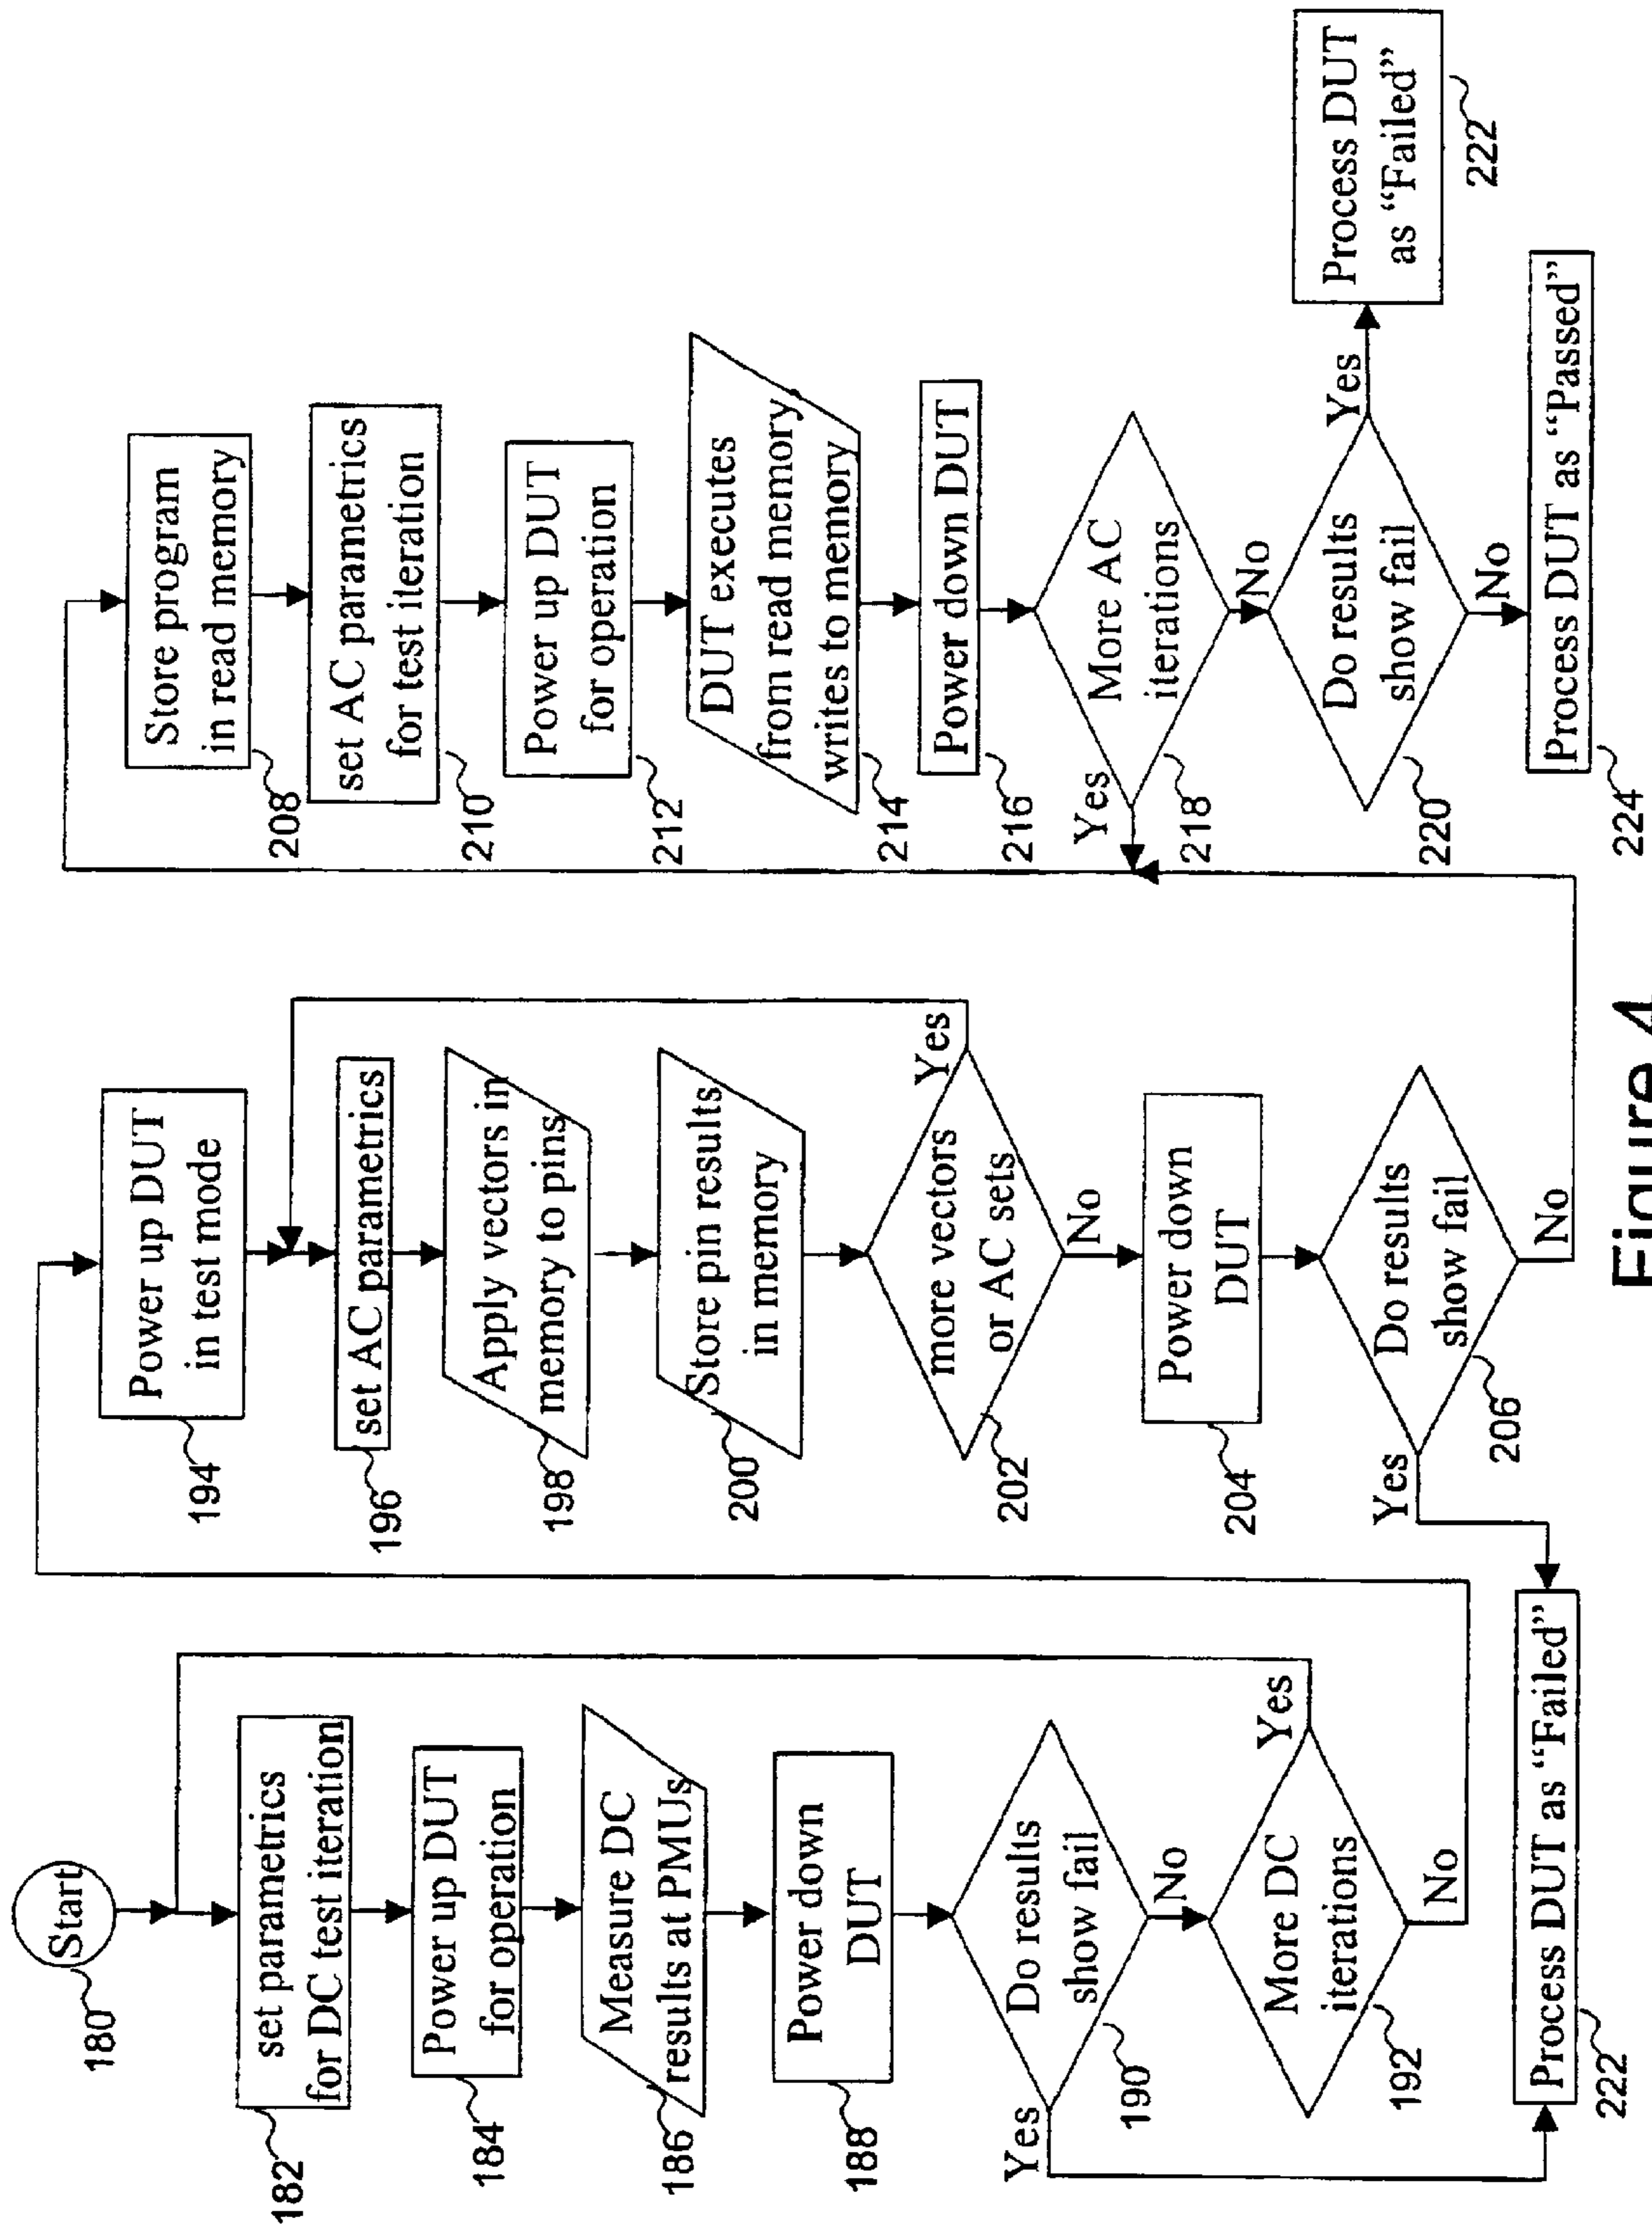 Start
180
set parametrics
for DC test iteration
182
Power up DUT
for operation
184
Measure DC
results at PMUs
186
Power down
DUT
188
Do results
show fail
190
Yes
No
More DC
iterations
192
Yes
No
Process DUT as “Failed”
222
Power up DUT
in test mode
194
set AC parametrics
196
Apply vectors in
memory to pins
198
Store pin results
in memory
200
more vectors
or AC sets
202
Yes
No
Power down
DUT
204
Do results
show fail
206
Yes
No
Store program
in read memory
208
set AC parametrics
for test iteration
210
Power up DUT
for operation
212
DUT executes
from read memory
writes to memory
214
Power down DUT
216
More AC
iterations
218
Yes
No
Do results
show fail
220
Yes
No
Process DUT
as “Failed”
222
Process DUT as “Passed”
224
Figure 4